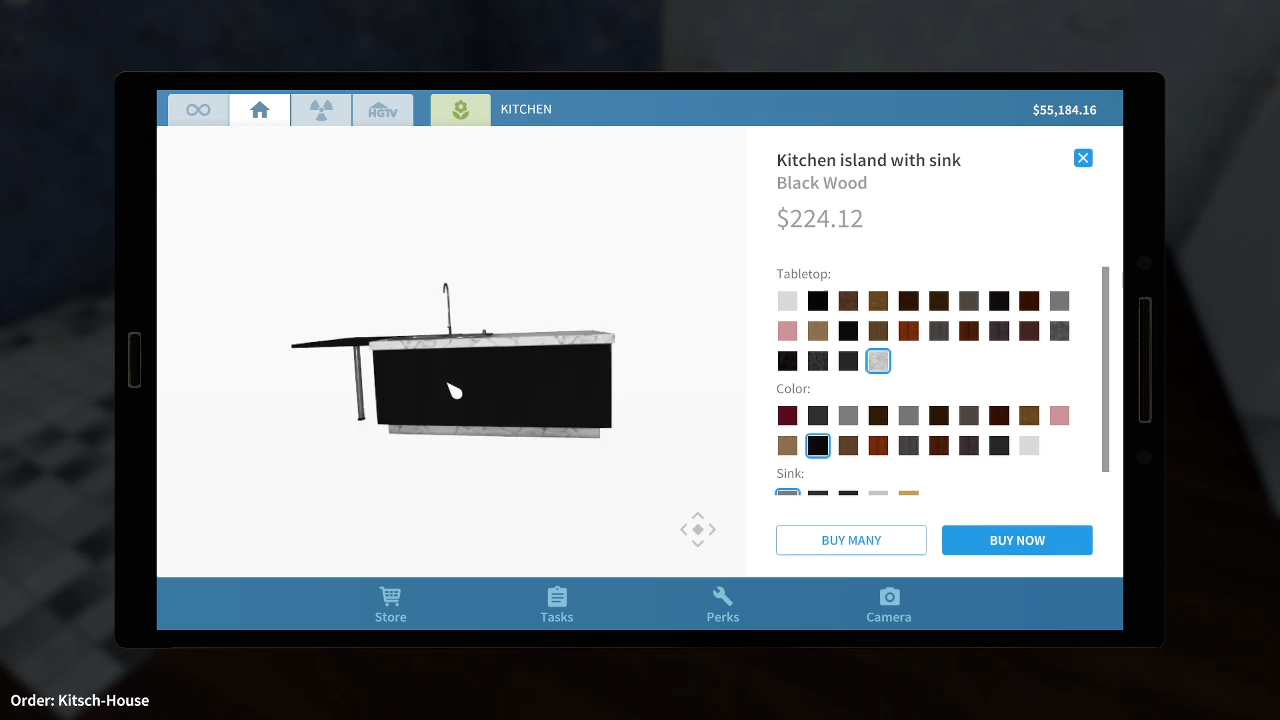 HGTV
KITCHEN
$55,184.16
Kitchen island with sink
Black Wood
$224.12
Tabletop:
Color:
Sink:
BUY MANY
BUY NOW
Store
Tasks
Perks
Camera
Order: Kitsch-House